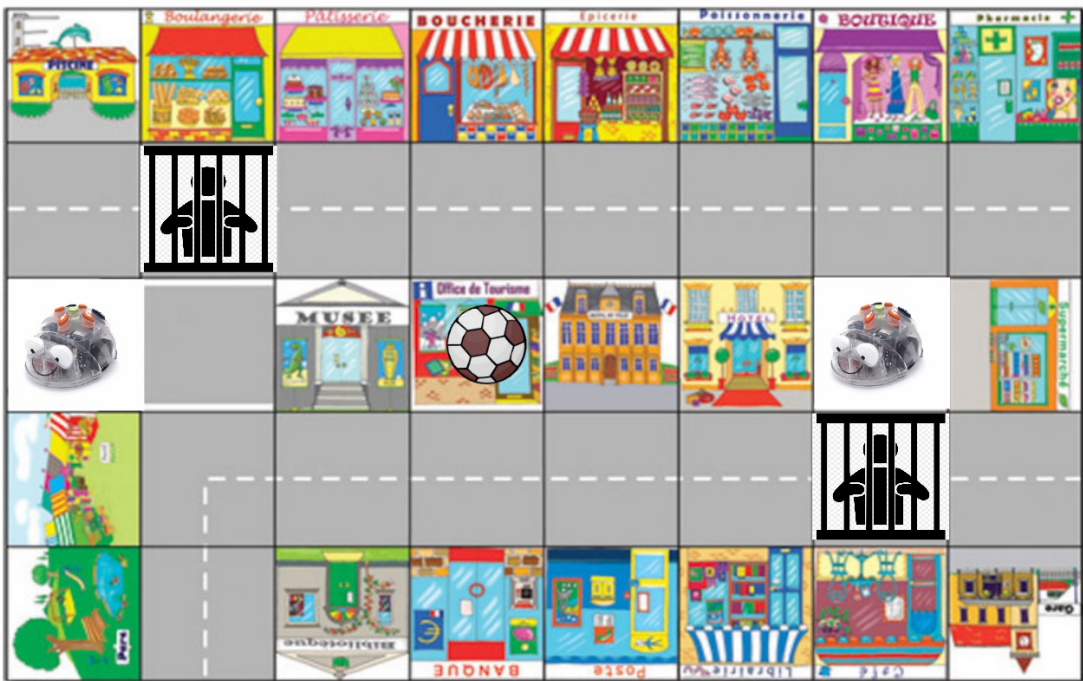 PISCINE
Boulangerie
Pâtisserie
BOUCHERIE
Epicerie
Poissonnerie
BOUTIQUE
Pharmacie
MUSEE
i Office de Tourisme
HOTEL
Supermarché
Parc
Bibliotèque
BANQUE
Poste
Librairie
Café
Gare